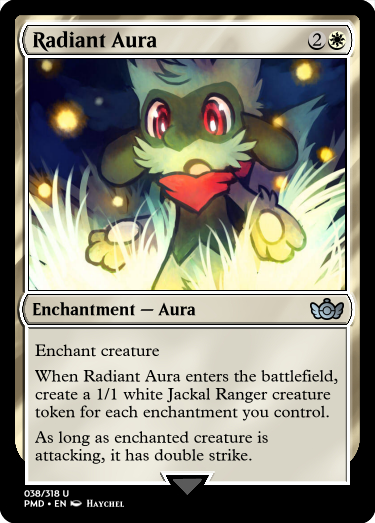 Radiant Aura 2
Enchantment — Aura
Enchant creature
When Radiant Aura enters the battlefield,
create a 1/1 white Jackal Ranger creature
token for each enchantment you control.
As long as enchanted creature is
attacking, it has double strike.
038/318 U
PMD • EN Haychel